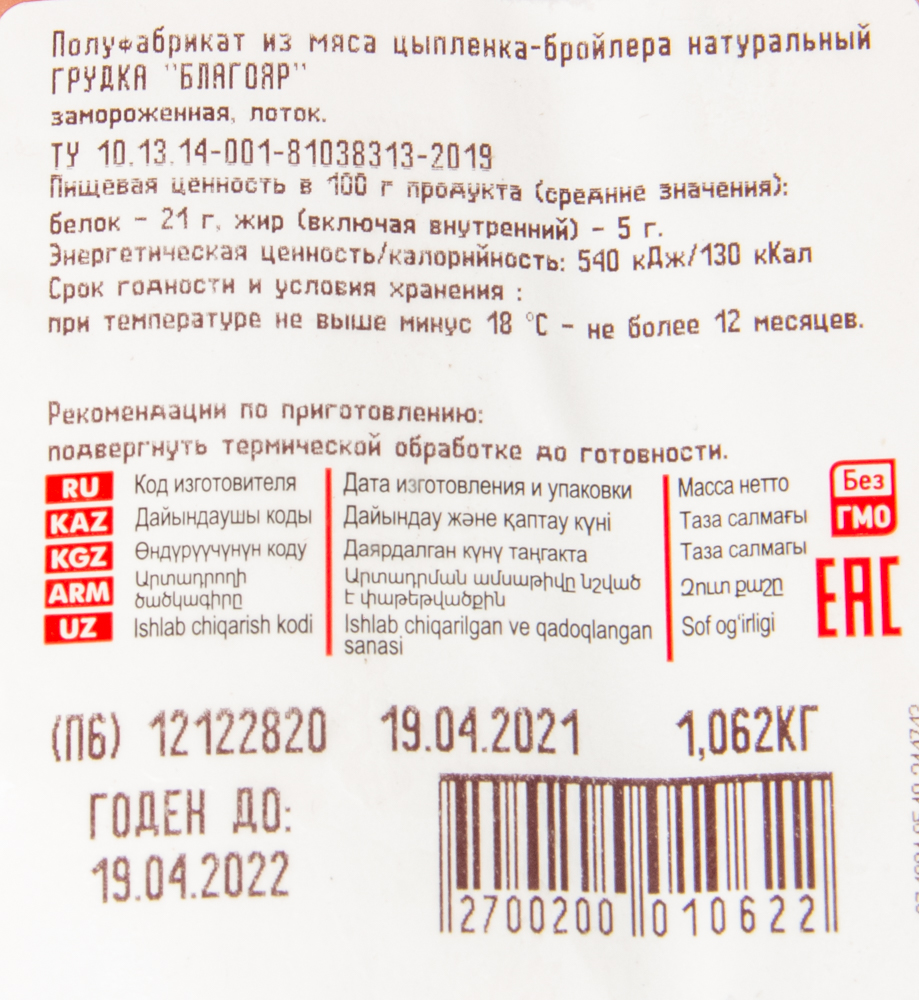 Полуфабрикат из мяса цыпленка-бройлера натуральный
ГРУДКА "БЛАГОЯР"
замороженная, лоток.
ТУ 10.13.14-001-81038313-2019
Пищевая ценность в 100 г продукта (средние значения):
белок - 21 г, жир (включая внутренний) - 5 г.
Энергетическая ценность/калорнйность: 540 кДж/130 кКал
Срок годности и условия хранения :
при температуре не выше минус 18 °С - не более 12 месяцев.
Рекомендации по приготовлению:
подвергнуть термической обработке до готовности.
RU Код изготовителя Дата изготовления и упаковки Масса нетто
KAZ Дайындаушы коды Дайындау және қаптау күні Таза салмағы
KGZ Өндүрүүчүнүн коду Даярдалган күнү таңгакта Таза салмагы
ARM Արտադրողի ծածկագիրը Արտադրման ամսաթիվը նշված է փաթեթվածքին Զուտ քաշը
UZ Ishlab chiqarish kodi Ishlab chiqarilgan ve qadoqlangan sanasi Sof og'irligi
Без
ГМО
EAC
(ПБ) 12122820 19.04.2021 1,062КГ
ГОДЕН ДО:
19.04.2022
2700200 010622